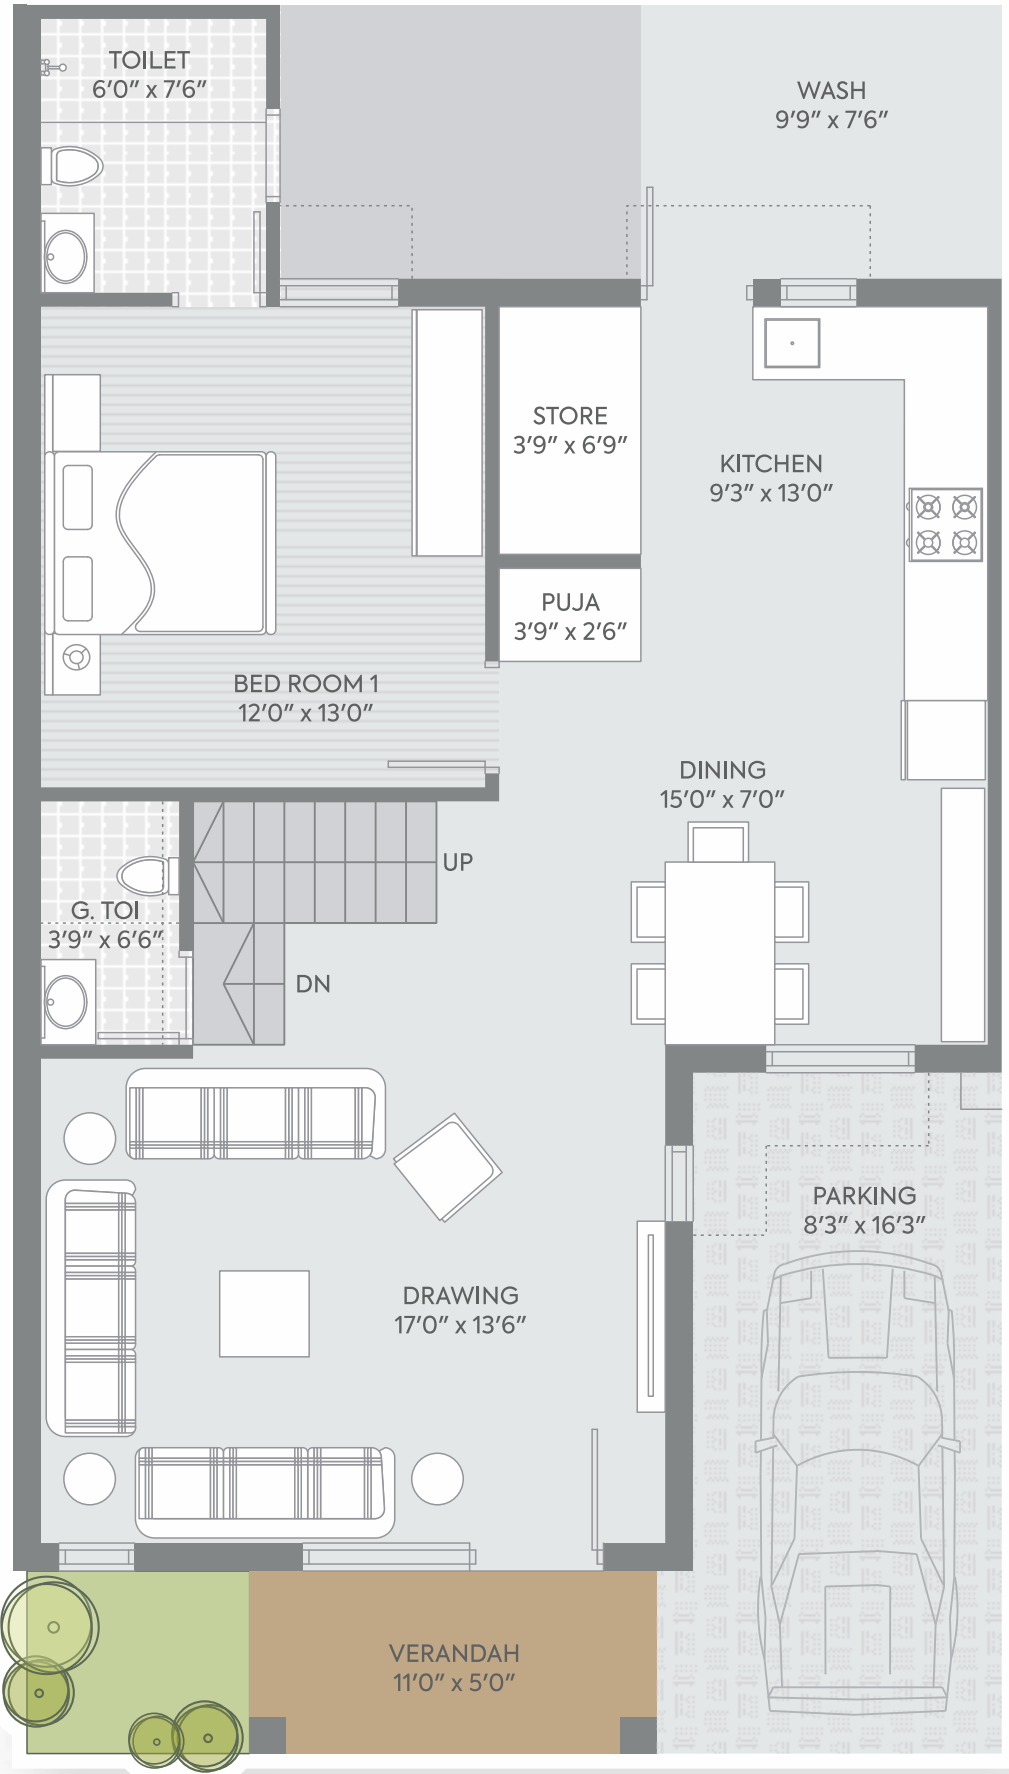 TOILET
6’0” x 7’6”
WASH
9’9” x 7’6”
STORE
3’9” x 6’9”
KITCHEN
9’3” x 13’0”
PUJA
3’9” x 2’6”
BED ROOM 1
12’0” x 13’0”
DINING
15’0” x 7’0”
UP
G. TOI
3’9” x 6’6”
DN
PARKING
8’3” x 16’3”
DRAWING
17’0” x 13’6”
VERANDAH
11’0” x 5’0”